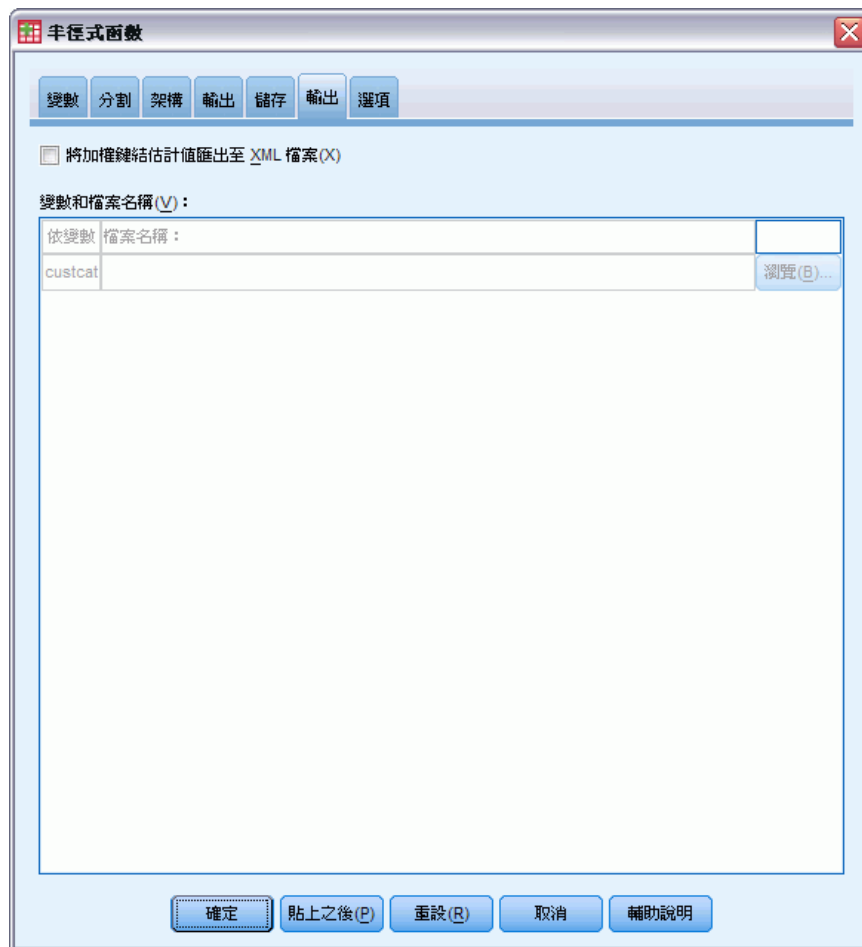 半徑式函數
變數 分割 架構 輸出 儲存 輸出 選項
將加權鍵結估計值匯出至 XML 檔案(X)
變數和檔案名稱(V)：
依變數 檔案名稱：
custcat 瀏覽(B)...
確定 貼上之後(P) 重設(R) 取消 輔助說明